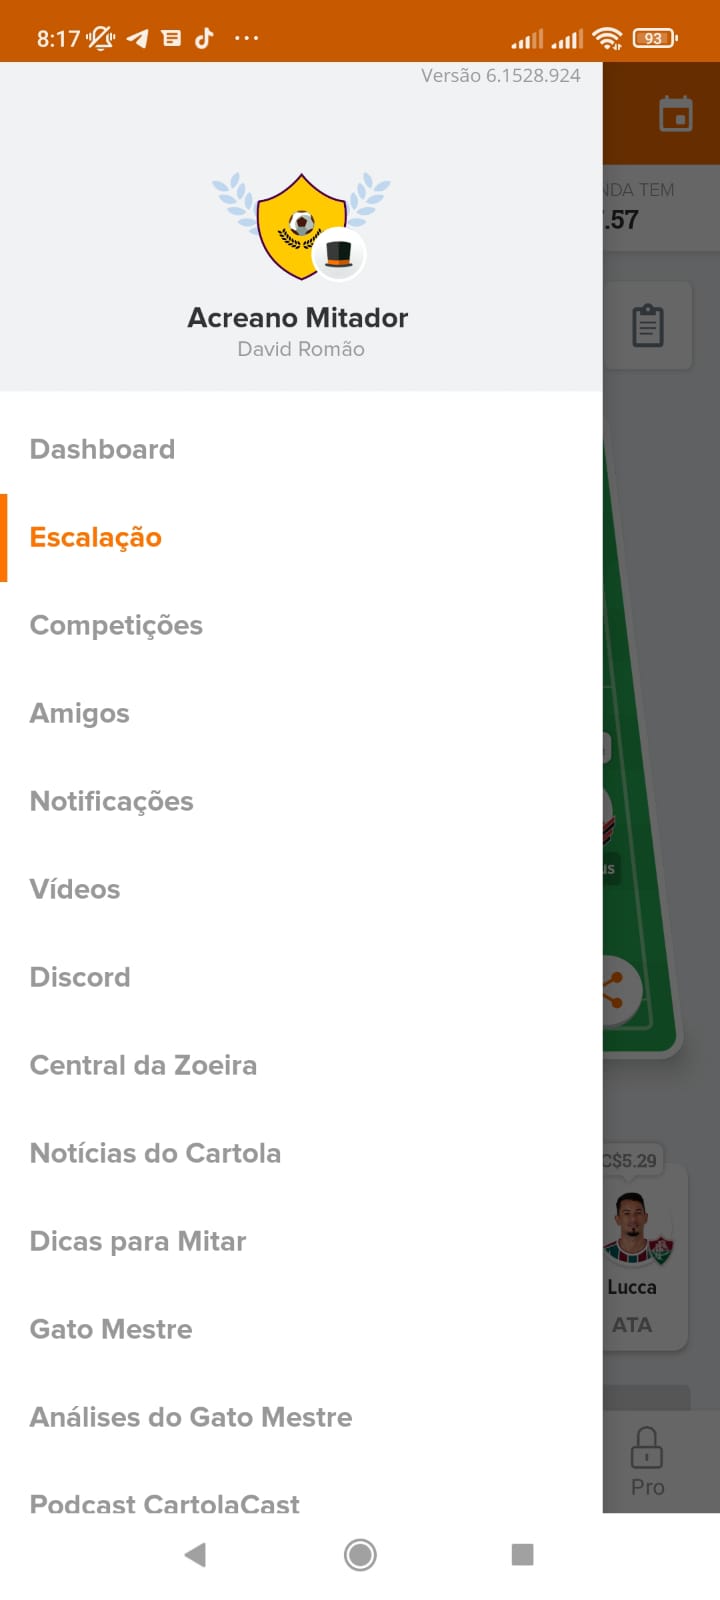 8:17
93
Versão 6.1528.924
NDA TEM
.57
Acreano Mitador
David Romão
Dashboard
Escalação
Competições
Amigos
Notificações
Vídeos
Discord
Central da Zoeira
Notícias do Cartola
C$5.29
Dicas para Mitar
Lucca
ATA
Gato Mestre
Análises do Gato Mestre
Pro
Podcast CartolaCast